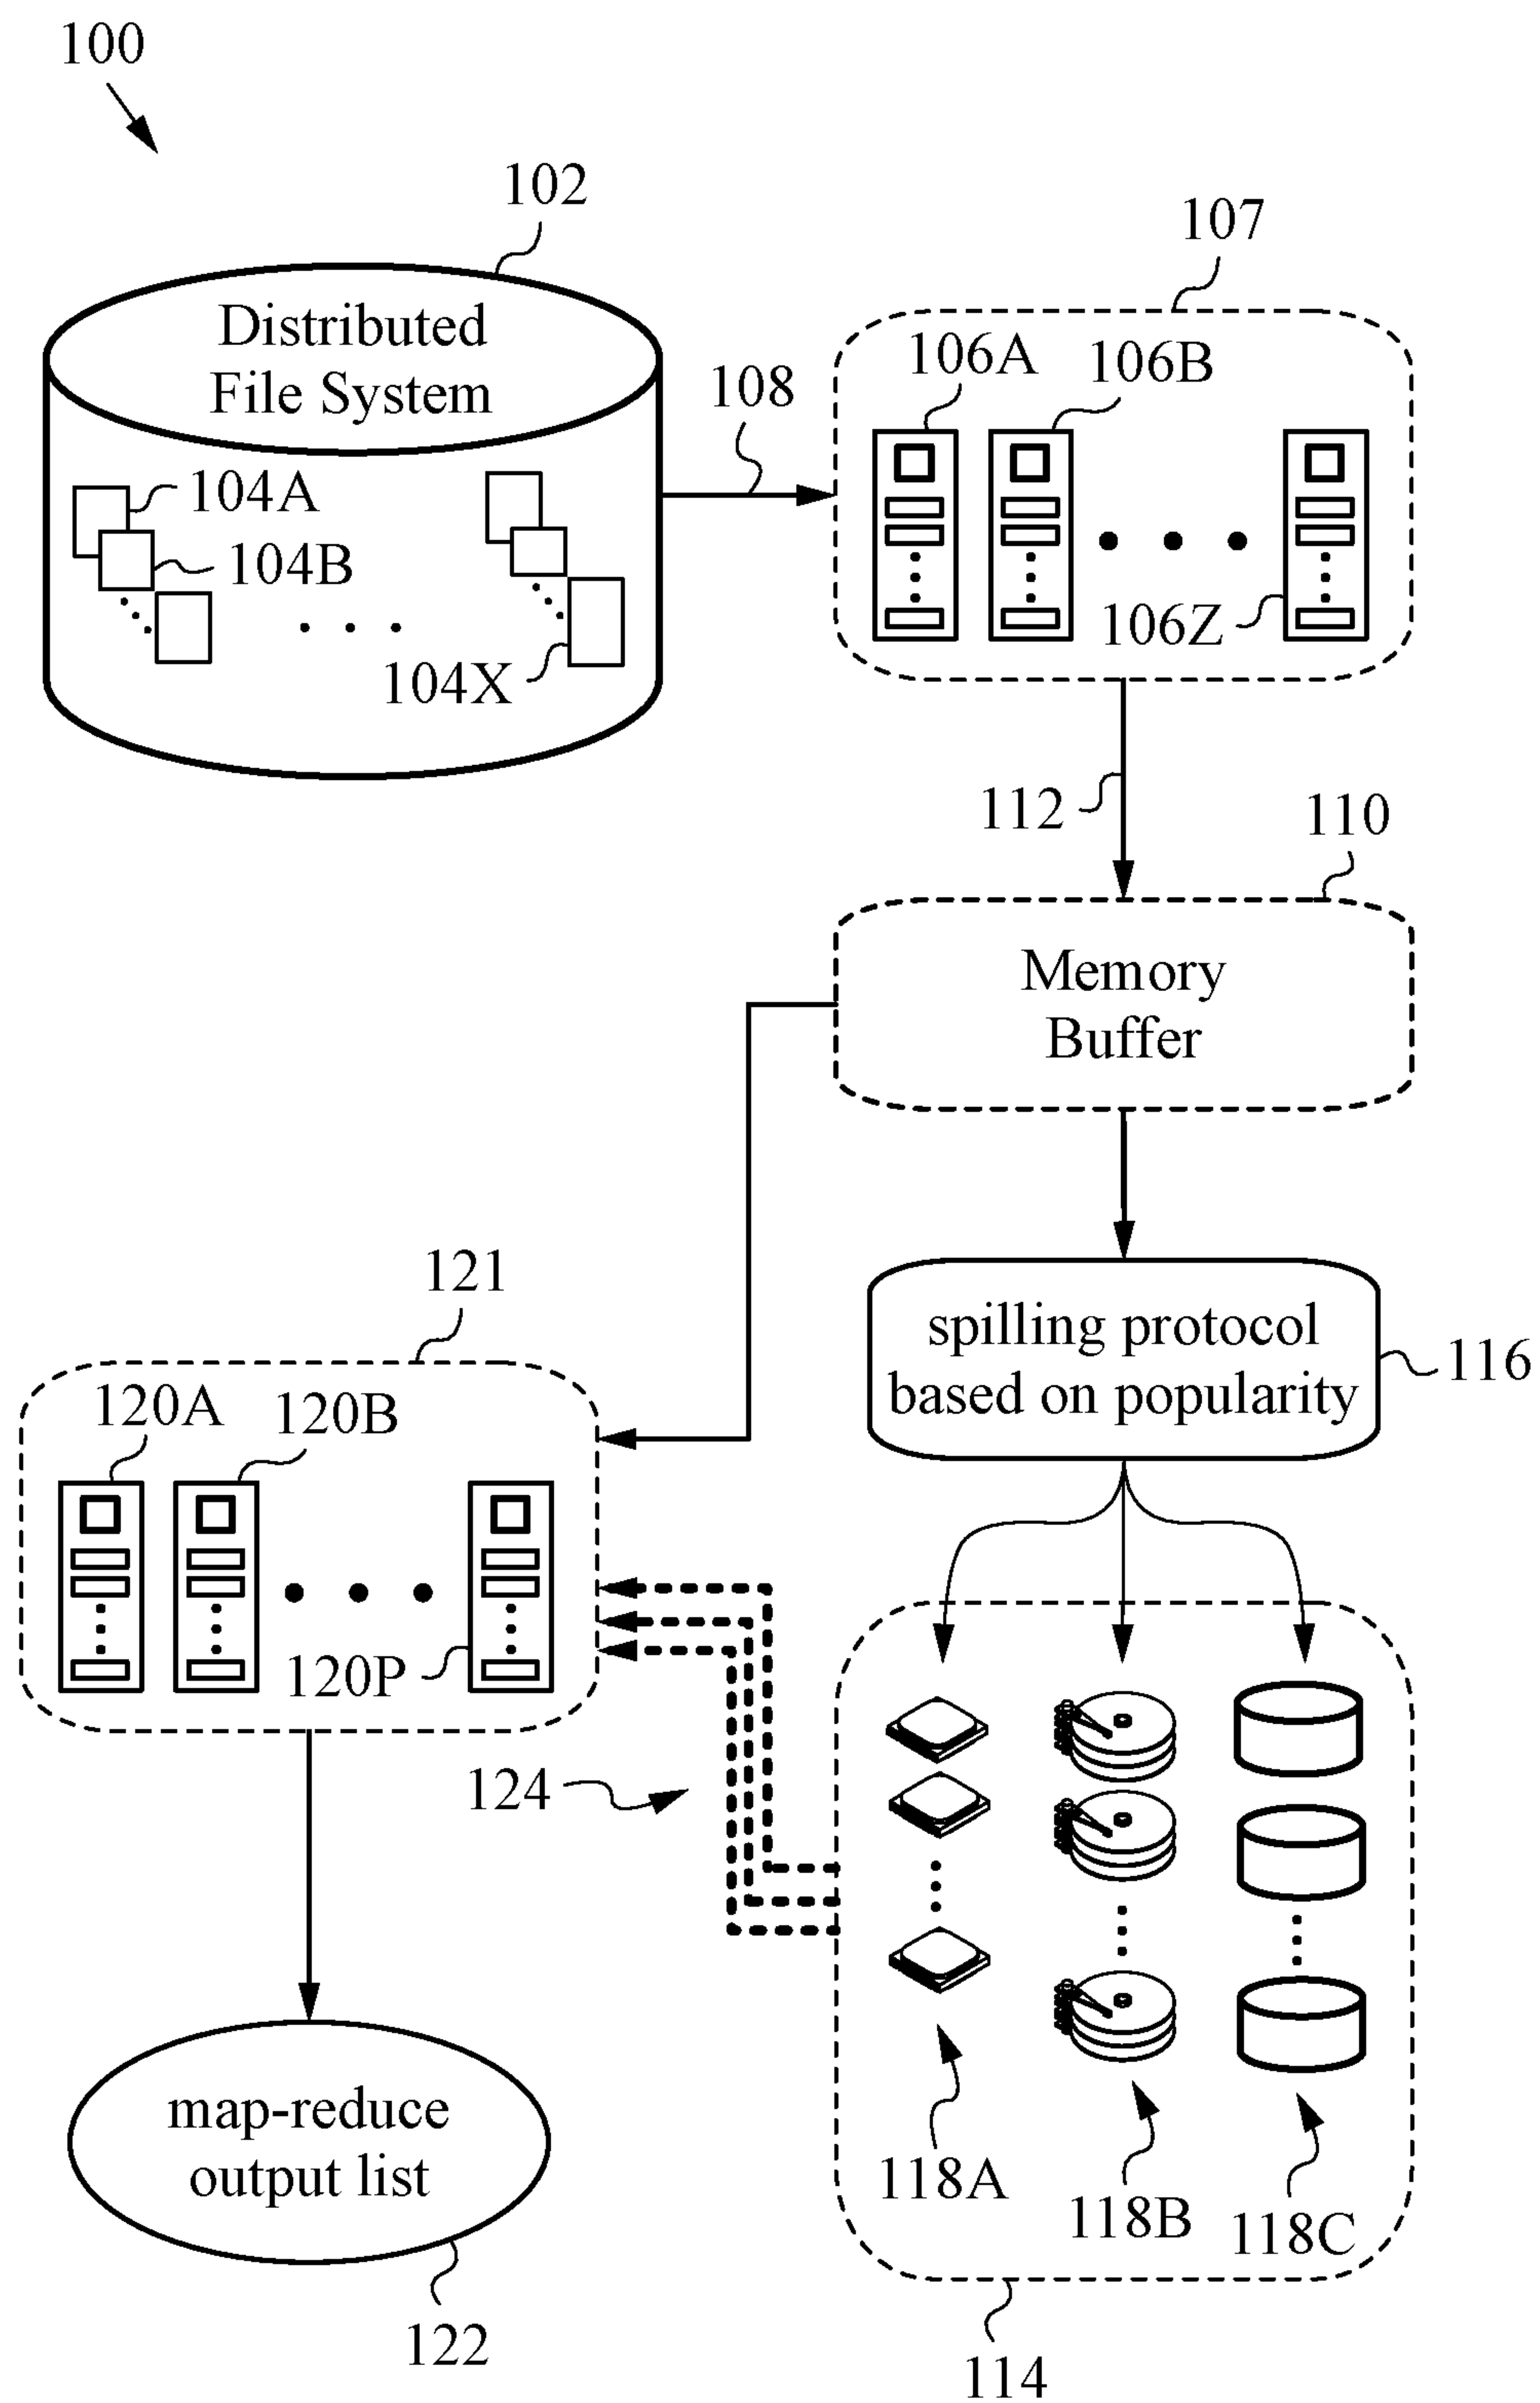 100
102
Distributed
File System
104A
104B
104X
108
107
106A
106B
106Z
112
110
Memory
Buffer
spilling protocol
based on popularity
116
121
120A
120B
120P
124
118A
118B
118C
114
map-reduce
output list
122